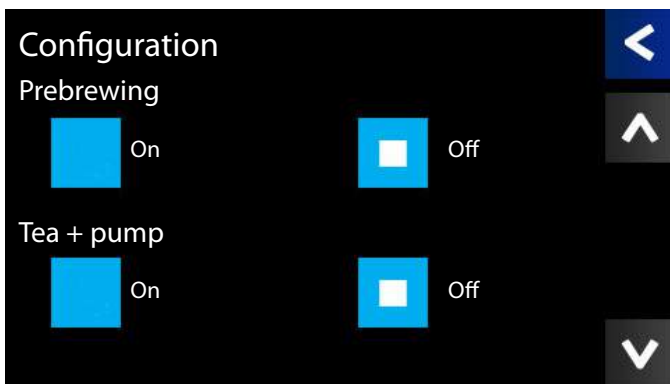 Configuration
Prebrewing
On Off
Tea + pump
On Off